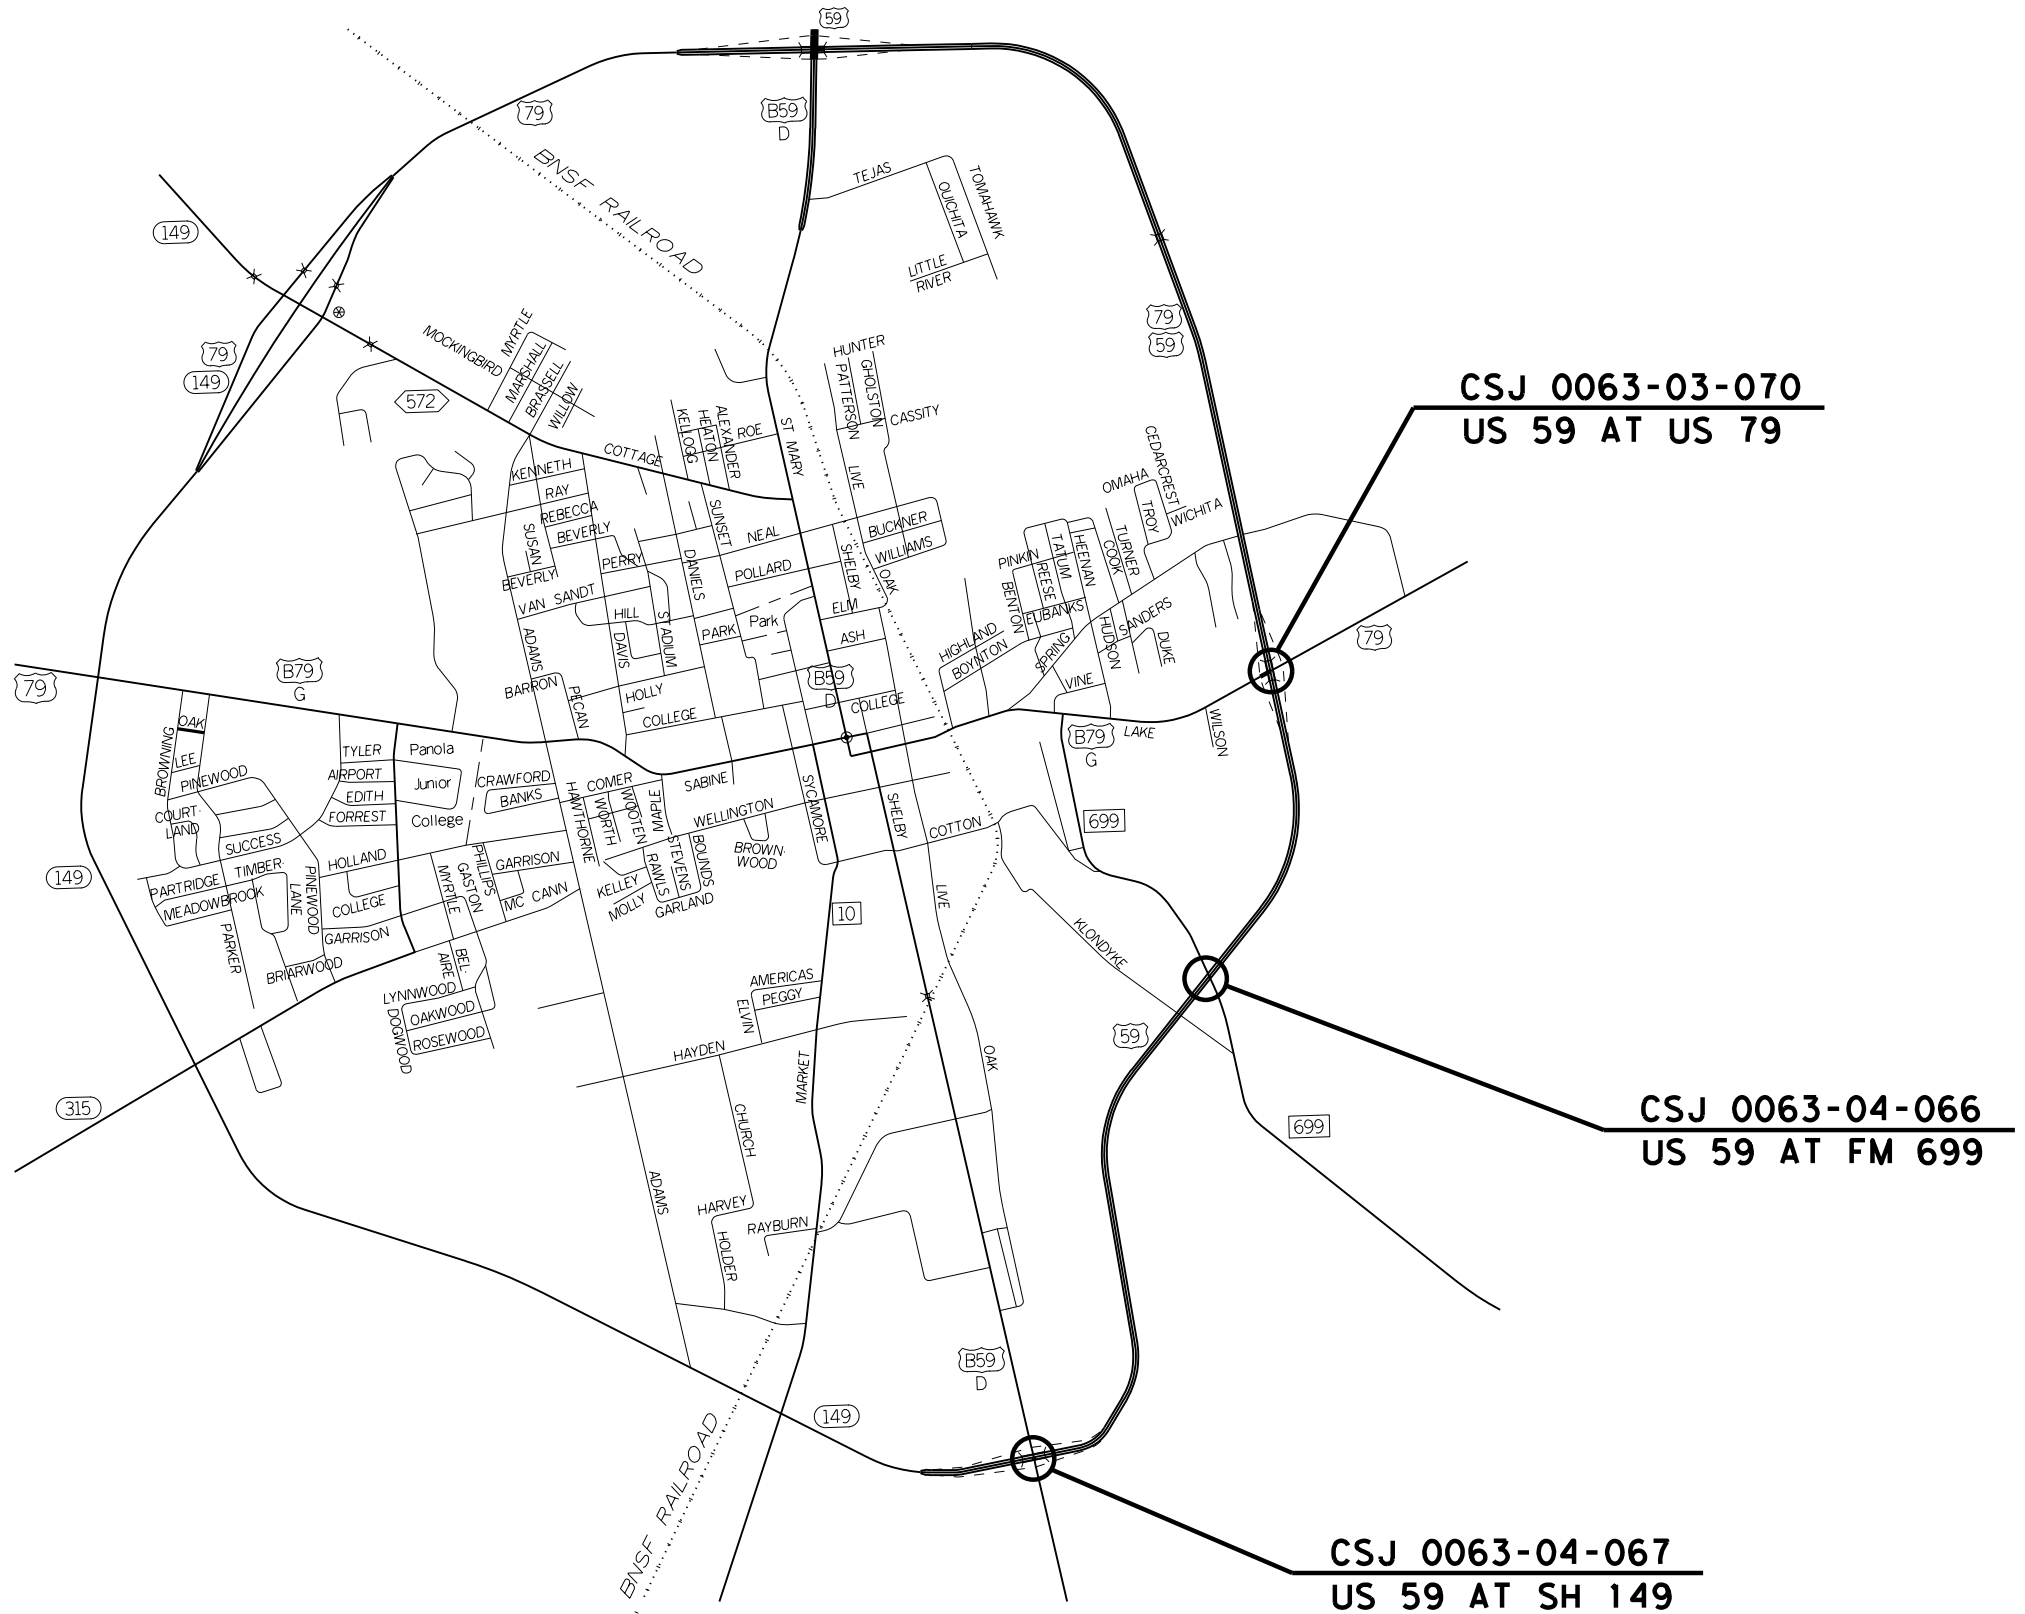 59
79
B59
D
BNSF RAILROAD
TEJAS
TOMAHAWK
OUICHITA
LITTLE
RIVER
149
79
149
79
59
MOCKINGBIRD
MYRTLE
MARSHALL
BRASSELL
WILLOW
572
HUNTER
PATTERSON
GHOLSTON
CASSITY
CSJ 0063-03-070
US 59 AT US 79
KELLOGG
HEATON
ALEXANDER
ROE
ST MARY
COTTAGE
LIVE
CEDARCREST
OMAHA
TROY
WICHITA
KENNETH
RAY
REBECCA
BEVERLY
SUSAN
BEVERLY
PERRY
VAN SANDT
SUNSET
NEAL
DANIELS
POLLARD
SHELBY
BUCKNER
WILLIAMS
OAK
ELM
ASH
PINKIN
TATUM
HEENAN
COOK
TURNER
REESE
BENTON
EUBANKS
HUDSON
SANDERS
DUKE
HIGHLAND
BOYNTON
SPRING
VINE
HILL
STADIUM
PARK
Park
DAVIS
ADAMS
BARRON
PECAN
HOLLY
COLLEGE
B59
D
COLLEGE
79
B79
G
79
B79
G
LAKE
WILSON
OAK
BROWNING
LEE
PINEWOOD
COURT-
LAND
TYLER
AIRPORT
EDITH
FORREST
Panola
Junior
College
CRAWFORD
BANKS
HAWTHORNE
COMER
WORTH
WOOTEN
MAPLE
SABINE
WELLINGTON
SYCAMORE
SHELBY
BROWN-
WOOD
COTTON
699
SUCCESS
TIMBER-
LANE
PARTRIDGE
MEADOWBROOK
PINEWOOD
HOLLAND
COLLEGE
GARRISON
MYRTLE
GASTON
PHILLIPS
GARRISON
MC CANN
KELLEY
MOLLY
RAWLS
STEVENS
BOUNDS
GARLAND
149
10
LIVE
PARKER
BRIARWOOD
BEL-
AIRE
LYNNWOOD
OAKWOOD
DOGWOOD
ROSEWOOD
AMERICAS
PEGGY
ELVIN
KLONDYKE
59
HAYDEN
MARKET
OAK
315
CHURCH
699
CSJ 0063-04-066
US 59 AT FM 699
ADAMS
HARVEY
HOLDER
RAYBURN
B59
D
149
BNSF RAILROAD
CSJ 0063-04-067
US 59 AT SH 149